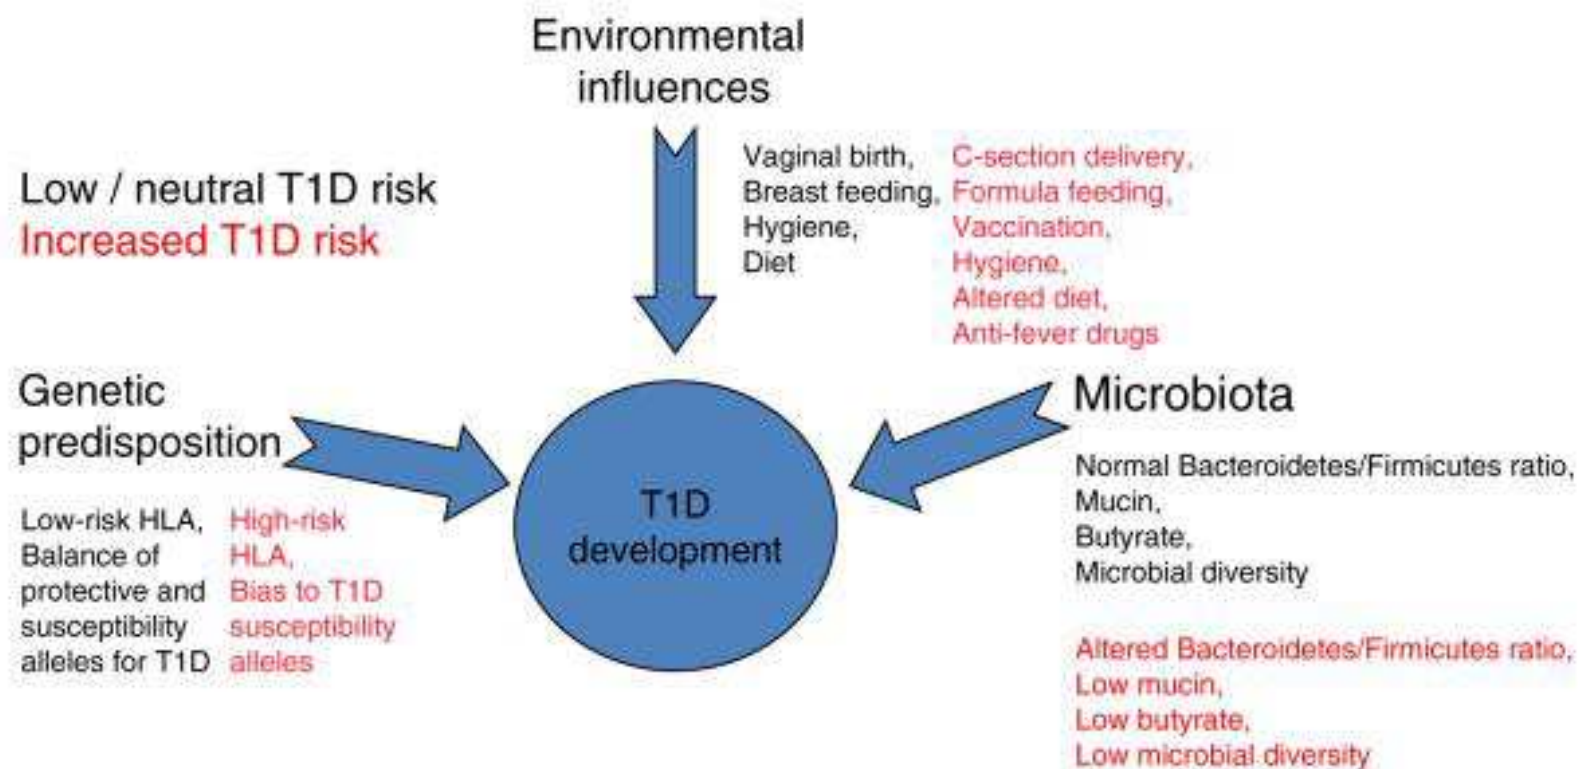 Environmental
influences
Low / neutral T1D risk
Increased T1D risk
Vaginal birth,
Breast feeding,
Hygiene,
Diet
C-section delivery,
Formula feeding,
Vaccination,
Hygiene,
Altered diet,
Anti-fever drugs
Genetic
predisposition
Low-risk HLA,
Balance of
protective and
susceptibility
alleles for T1D
High-risk
HLA,
Bias to T1D
susceptibility
alleles
T1D
development
Microbiota
Normal Bacteroidetes/Firmicutes ratio,
Mucin,
Butyrate,
Microbial diversity
Altered Bacteroidetes/Firmicutes ratio,
Low mucin,
Low butyrate,
Low microbial diversity